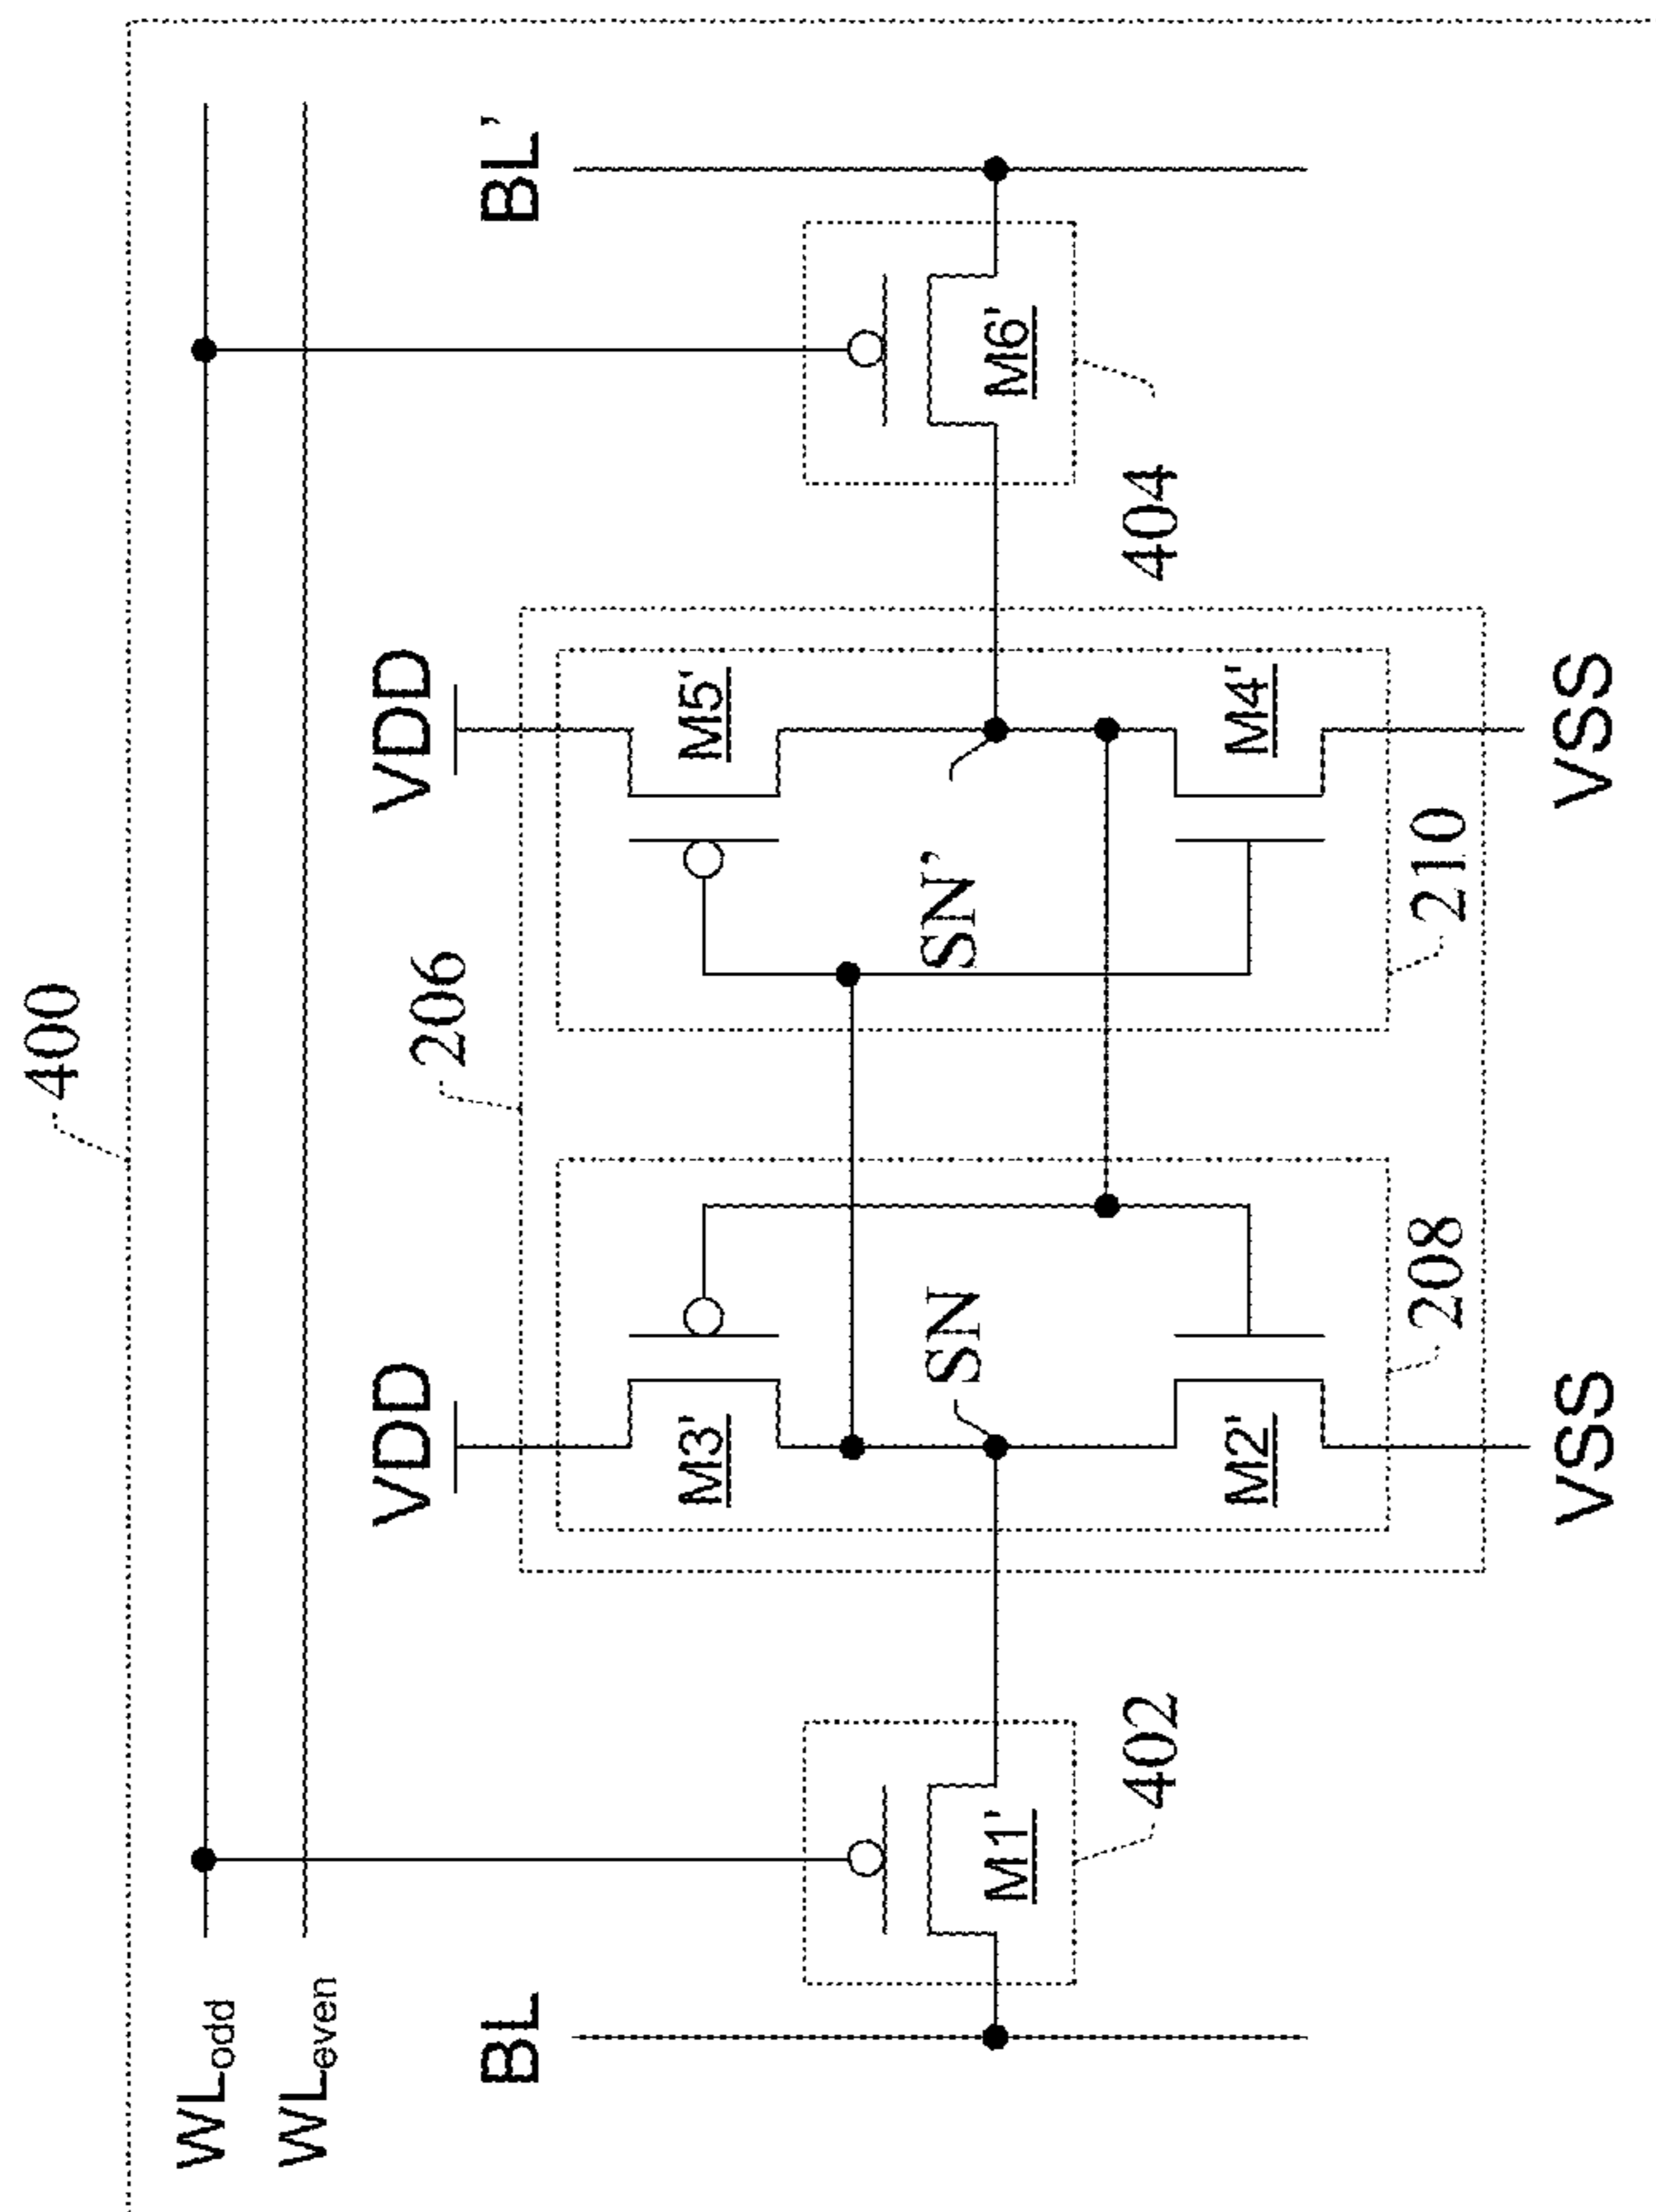 400
WLodd
WLeven
BL
BL'
VDD
VDD
206
M3'
M5'
SN
SN'
M1'
M6'
402
404
M2'
M4'
208
210
VSS
VSS